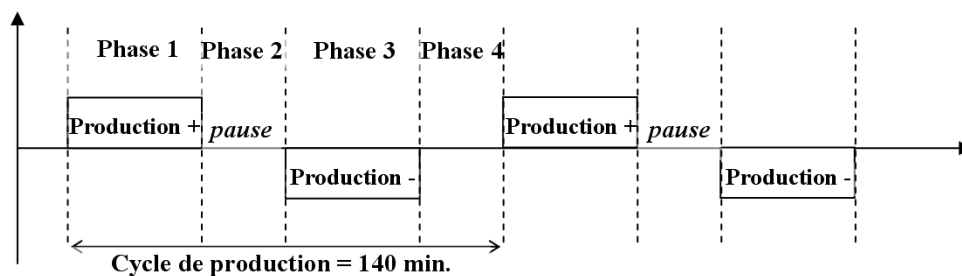 Phase 1 Phase 2 Phase 3 Phase 4
Production + pause Production + pause
Production - Production -
Cycle de production = 140 min.